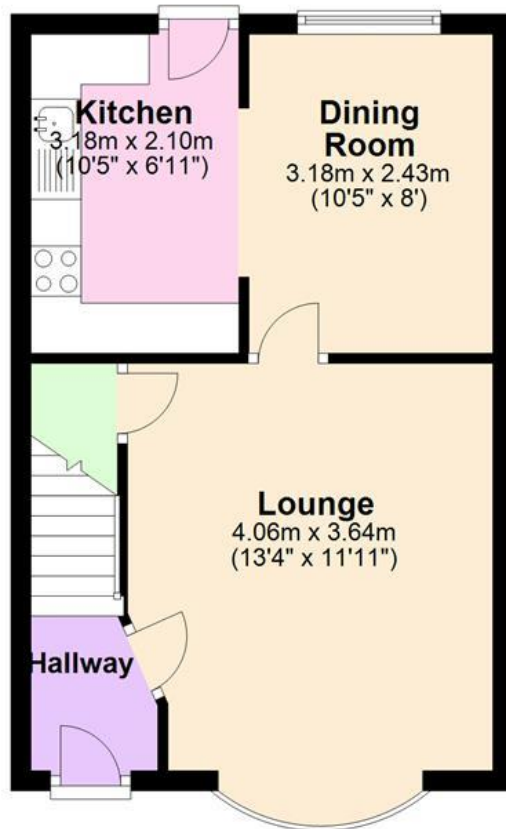 Kitchen
3.18m x 2.10m
(10'5" x 6'11")
Dining
Room
3.18m x 2.43m
(10'5" x 8')
Lounge
4.06m x 3.64m
(13'4" x 11'11")
Hallway